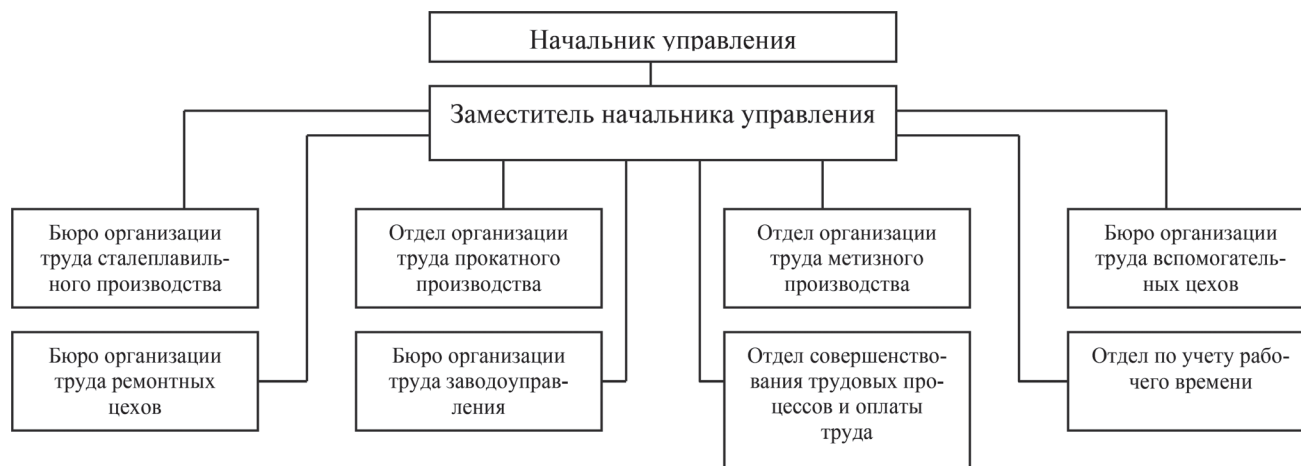 Начальник управления
Заместитель начальника управления
Бюро организации
труда сталеплавиль-
ного производства
Отдел организации
труда прокатного
производства
Отдел организации
труда метизного
производства
Бюро организации
труда вспомогатель-
ных цехов
Бюро организации
труда ремонтных
цехов
Бюро организации
труда заводоуправ-
ления
Отдел совершенство-
вания трудовых про-
цессов и оплаты
труда
Отдел по учету рабо-
чего времени